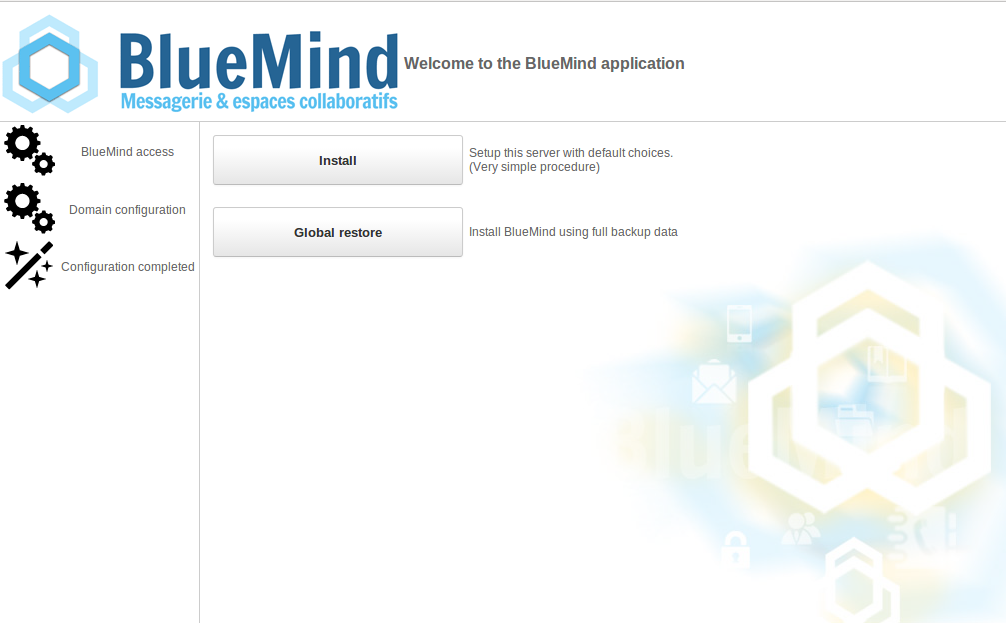 BlueMind
Messagerie & espaces collaboratifs
Welcome to the BlueMind application
BlueMind access
Domain configuration
Configuration completed
Install
Setup this server with default choices.
(Very simple procedure)
Global restore
Install BlueMind using full backup data